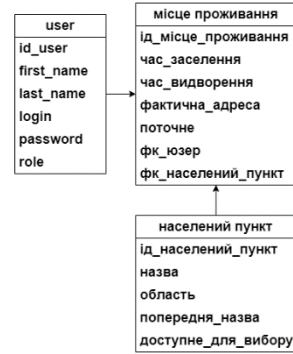 user
id_user
first_name
last_name
login
password
role
місце проживання
ід_місце_проживання
час_заселення
час_видворення
фактична_адреса
поточне
фк_юзер
фк_населений_пункт
населений пункт
ід_населений_пункт
назва
область
попередня_назва
доступне_для_вибору